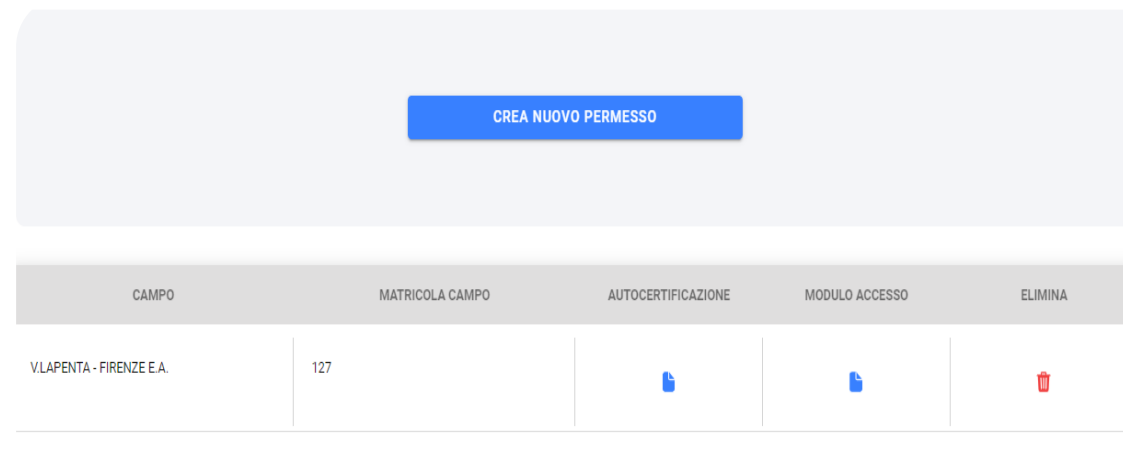 CREA NUOVO PERMESSO
CAMPO MATRICOLA CAMPO AUTOCERTIFICAZIONE MODULO ACCESSO ELIMINA
V.LAPENTA - FIRENZE E.A. 127